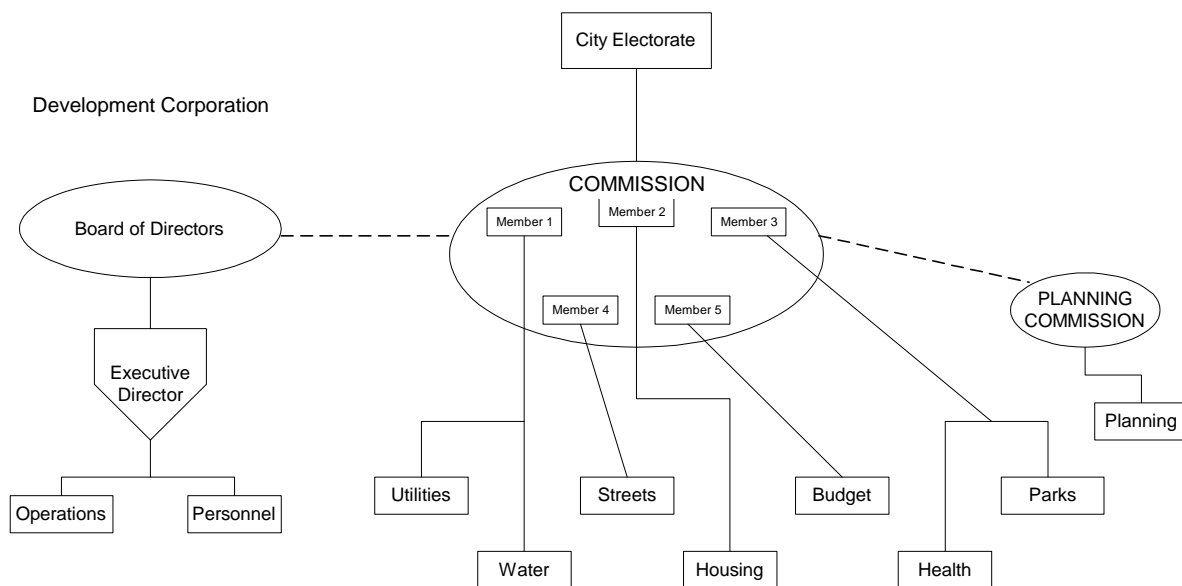 City Electorate
Development Corporation
COMMISSION
Member 1
Member 2
Member 3
Board of Directors
Member 4
Member 5
PLANNING
COMMISSION
Executive
Director
Planning
Utilities
Streets
Budget
Parks
Operations
Personnel
Water
Housing
Health